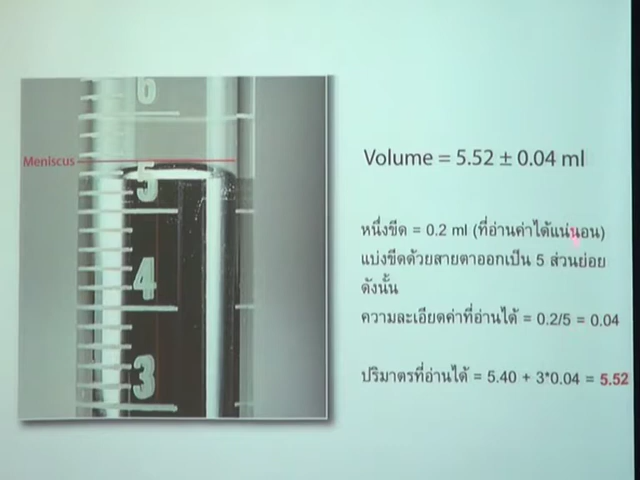 6
Meniscus
5
4
3
Volume = 5.52 ± 0.04 ml
หนึ่งขีด = 0.2 ml (ที่อ่านค่าได้แน่นอน)
แบ่งขีดด้วยสายตาออกเป็น 5 ส่วนย่อย
ดังนั้น
ความละเอียดค่าที่อ่านได้ = 0.2/5 = 0.04
ปริมาตรที่อ่านได้ = 5.40 + 3*0.04 = 5.52